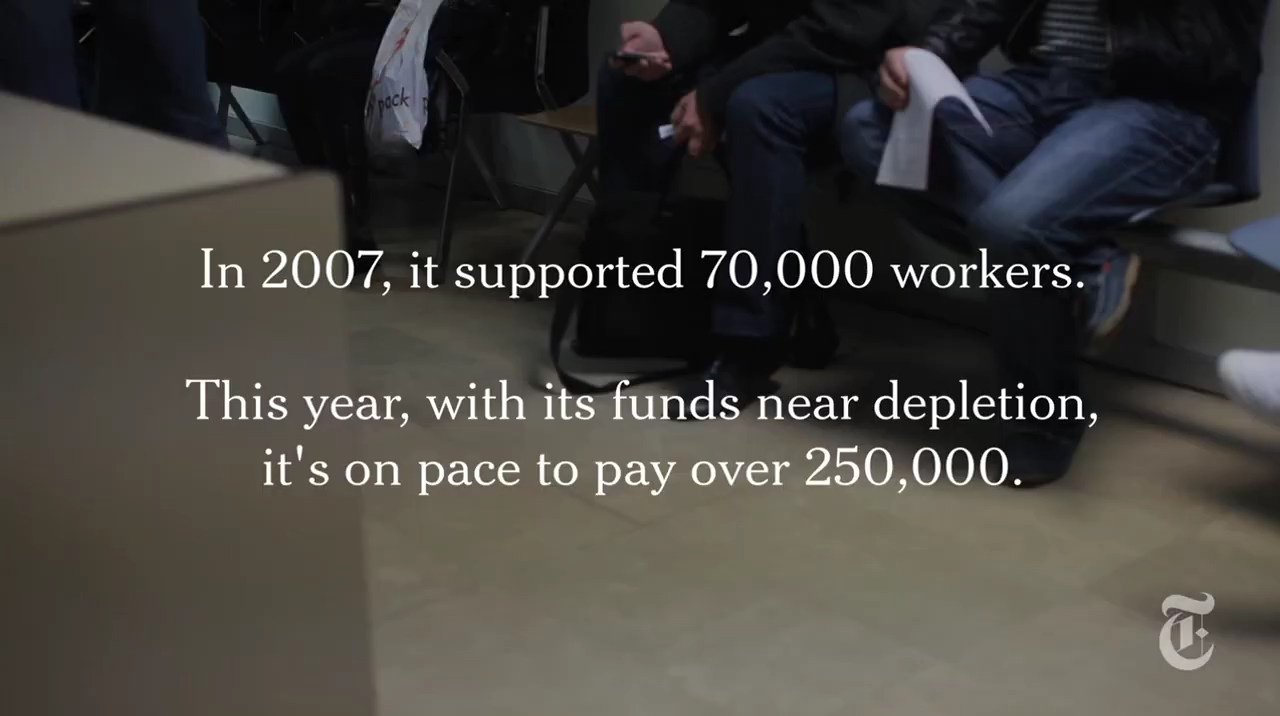 pack
In 2007, it supported 70,000 workers.
This year, with its funds near depletion,
it's on pace to pay over 250,000.
T